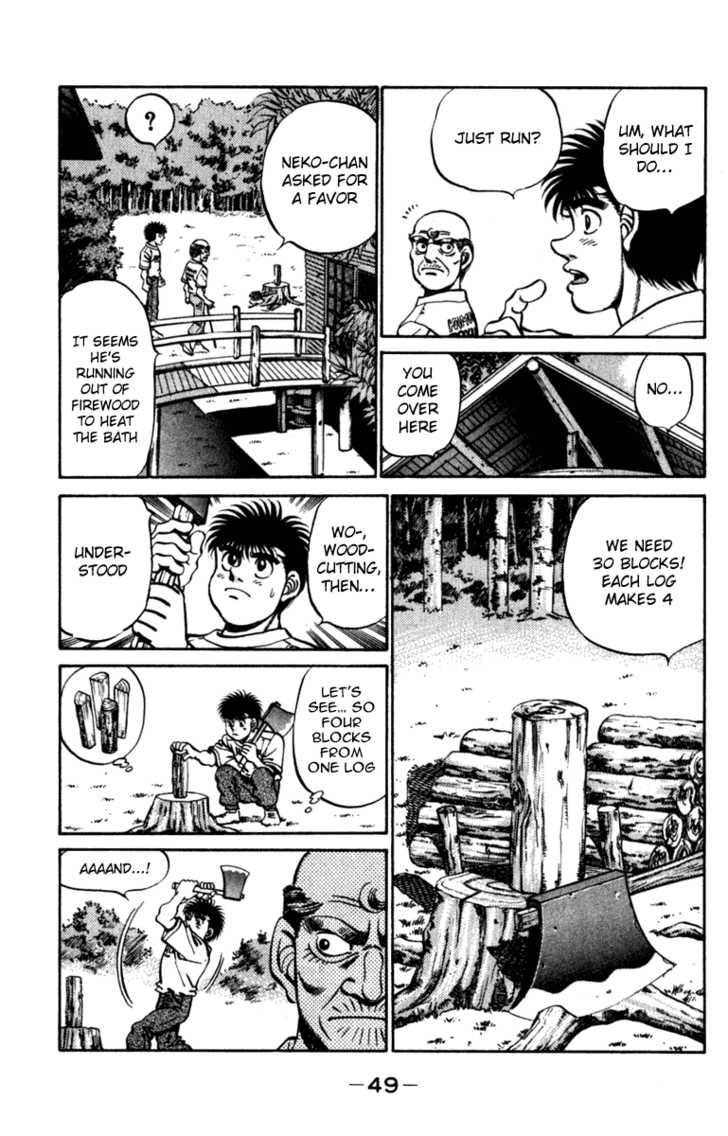 UM, WHAT
SHOULD I
DO...
JUST RUN?
NO...
YOU
COME
OVER
HERE
?
NEKO-CHAN
ASKED FOR
A FAVOR
IT SEEMS
HE'S
RUNNING
OUT OF
FIREWOOD
TO HEAT
THE BATH
WE NEED
30 BLOCKS!
EACH LOG
MAKES 4
WO-,
WOOD-
CUTTING,
THEN...
UNDER-
STOOD
LET'S
SEE... SO
FOUR
BLOCKS
FROM
ONE LOG
AAAAND...!
-49-